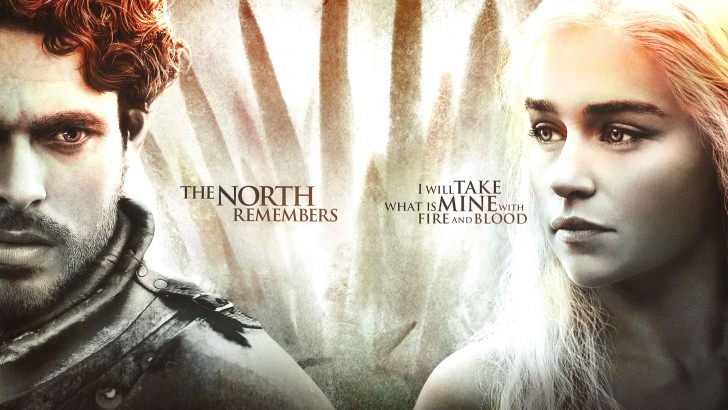 THE NORTH
REMEMBERS
I WILL TAKE
WHAT IS MINE WITH
FIRE AND BLOOD